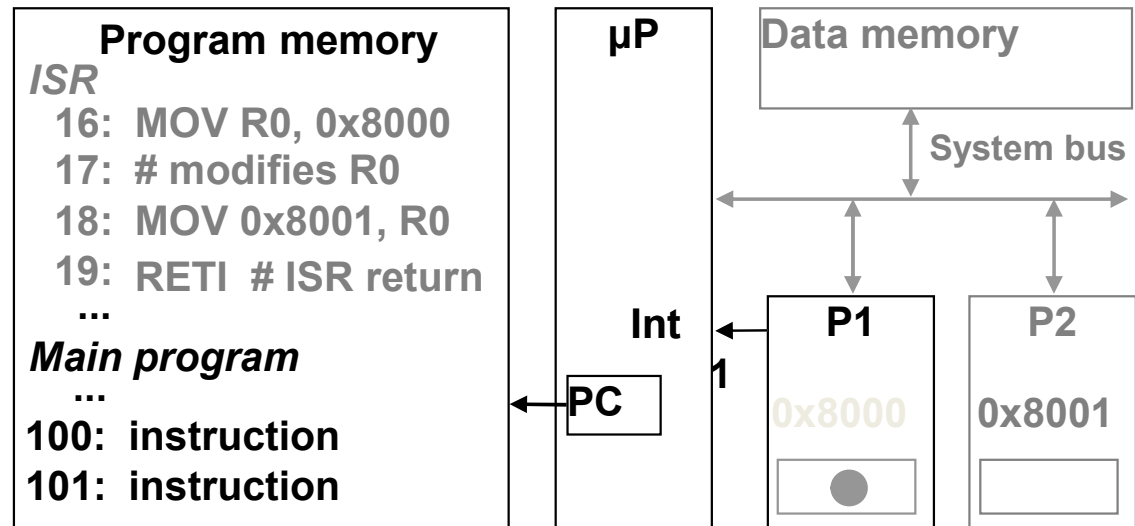 Program memory
ISR
16: MOV R0, 0x8000
17: # modifies R0
18: MOV 0x8001, R0
19: RETI # ISR return
...
Main program
...
100: instruction
101: instruction
µP
Int
1
PC
Data memory
System bus
P1
0x8000
P2
0x8001